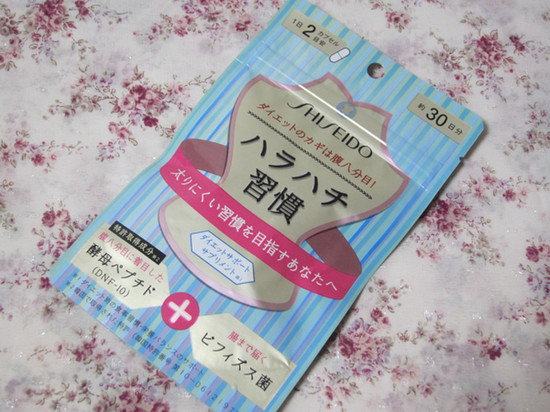 1日2カプセル
目安
約30日分
SHISEIDO
ダイエットのカギは腹八分目!
ハラハチ
習慣
太りにくい習慣を目指すあなたへ
ダイエットサポート
サプリメント
特許取得成分
腹八分目に着目した
酵母ペプチド
(DNF-10)
+
腸まで届く
ビフィズス菌